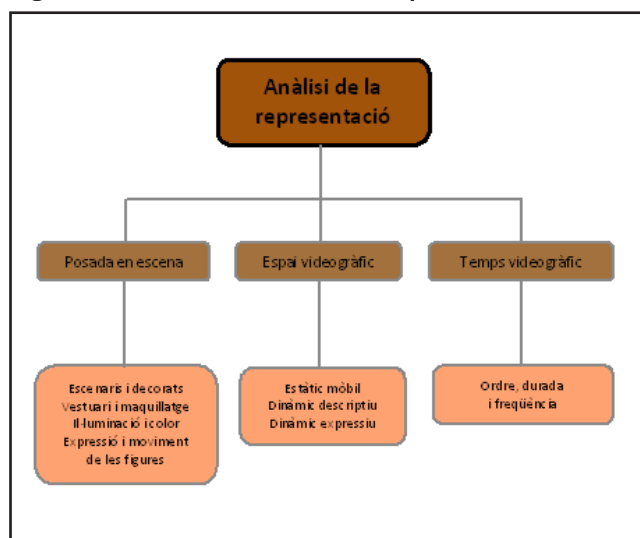 Anàlisi de la
representació
Posada en escena
Espai videogràfic
Temps videogràfic
Escenaris i decorats
Vestuari i maquillatge
Il·luminació i color
Expressió i moviment
de les figures
Estàtic mòbil
Dinàmic descriptiu
Dinàmic expressiu
Ordre, durada
i freqüència